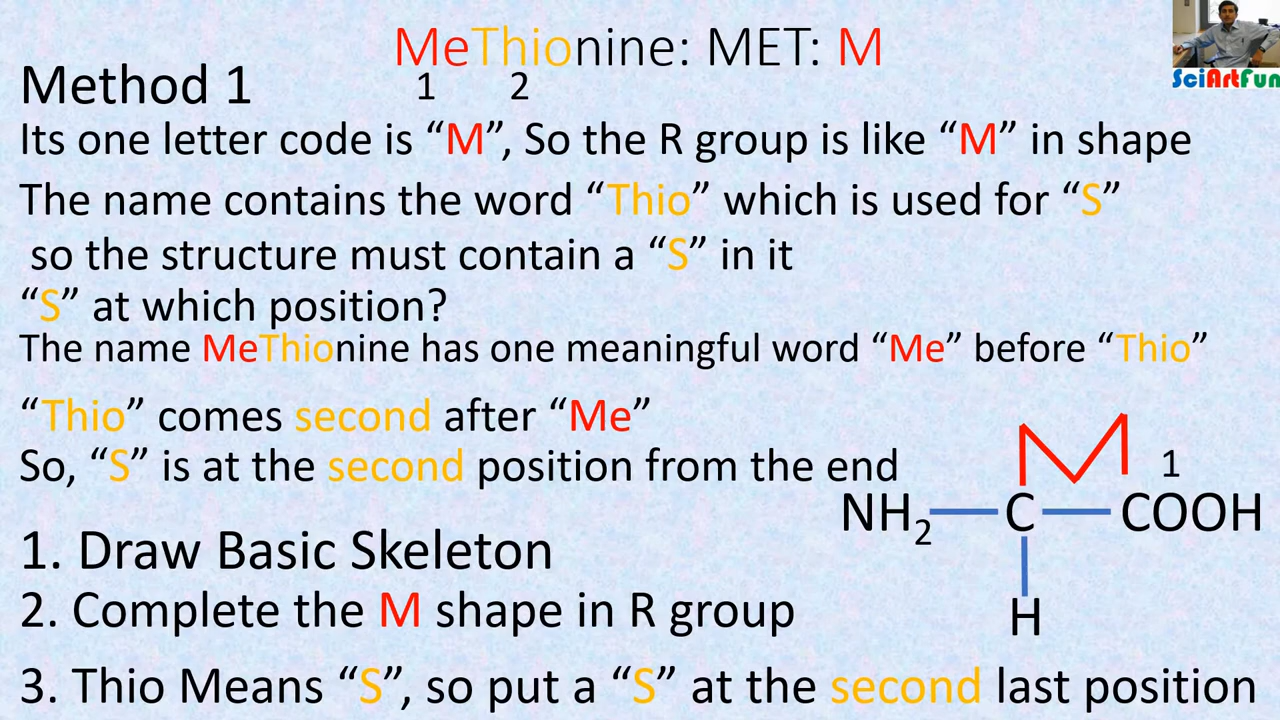 MeThionine: MET: M
SciArtFun
Method 1
1 2
Its one letter code is “M”, So the R group is like “M” in shape
The name contains the word “Thio” which is used for “S”
so the structure must contain a “S” in it
“S” at which position?
The name MeThionine has one meaningful word “Me” before “Thio”
“Thio” comes second after “Me”
So, “S” is at the second position from the end
1
NH₂ C COOH
H
1. Draw Basic Skeleton
2. Complete the M shape in R group
3. Thio Means “S”, so put a “S” at the second last position